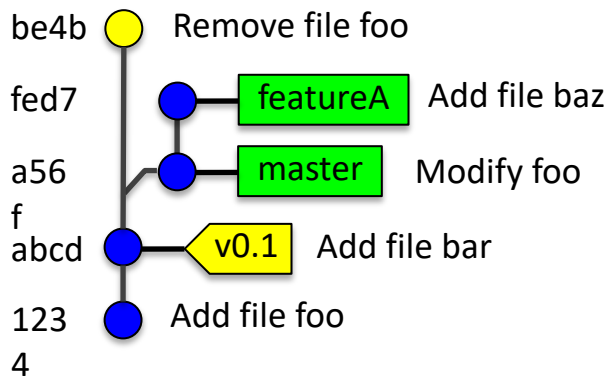 be4b Remove file foo
fed7 featureA Add file baz
a56 master Modify foo
f
abcd v0.1 Add file bar
123 Add file foo
4